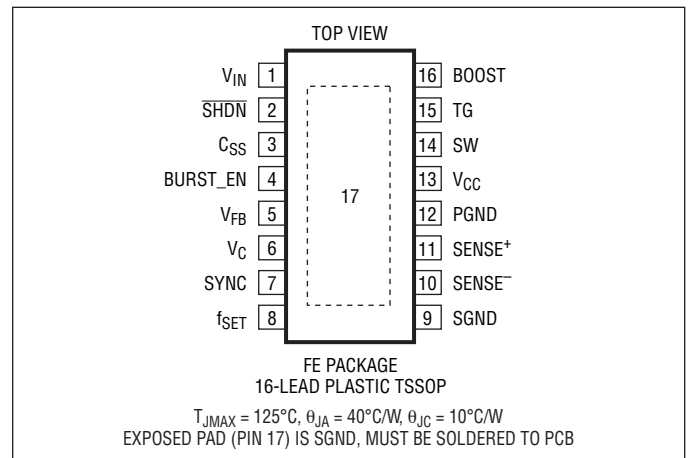 TOP VIEW
V_IN 1 16 BOOST
S̅H̅D̅N̅ 2 15 TG
C_SS 3 14 SW
BURST_EN 4 13 V_CC
17
V_FB 5 12 PGND
V_C 6 11 SENSE⁺
SYNC 7 10 SENSE⁻
f_SET 8 9 SGND
FE PACKAGE
16-LEAD PLASTIC TSSOP
T_JMAX = 125°C, θ_JA = 40°C/W, θ_JC = 10°C/W
EXPOSED PAD (PIN 17) IS SGND, MUST BE SOLDERED TO PCB